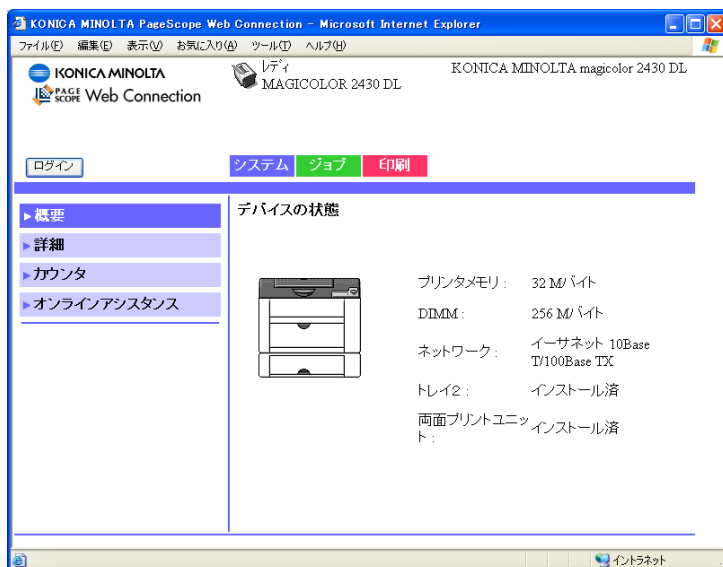 KONICA MINOLTA PageScope Web Connection - Microsoft Internet Explorer
ファイル(F) 編集(E) 表示(V) お気に入り(A) ツール(T) ヘルプ(H)
KONICA MINOLTA
PAGE SCOPE Web Connection
レディ
MAGICOLOR 2430 DL
KONICA MINOLTA magicolor 2430 DL
ログイン
システム ジョブ 印刷
概要
詳細
カウンタ
オンラインアシスタンス
デバイスの状態
プリンタメモリ : 32 Mバイト
DIMM : 256 Mバイト
ネットワーク : イーサネット 10Base
T/100Base TX
トレイ2 : インストール済
両面プリントユニッ
ト : インストール済
イントラネット